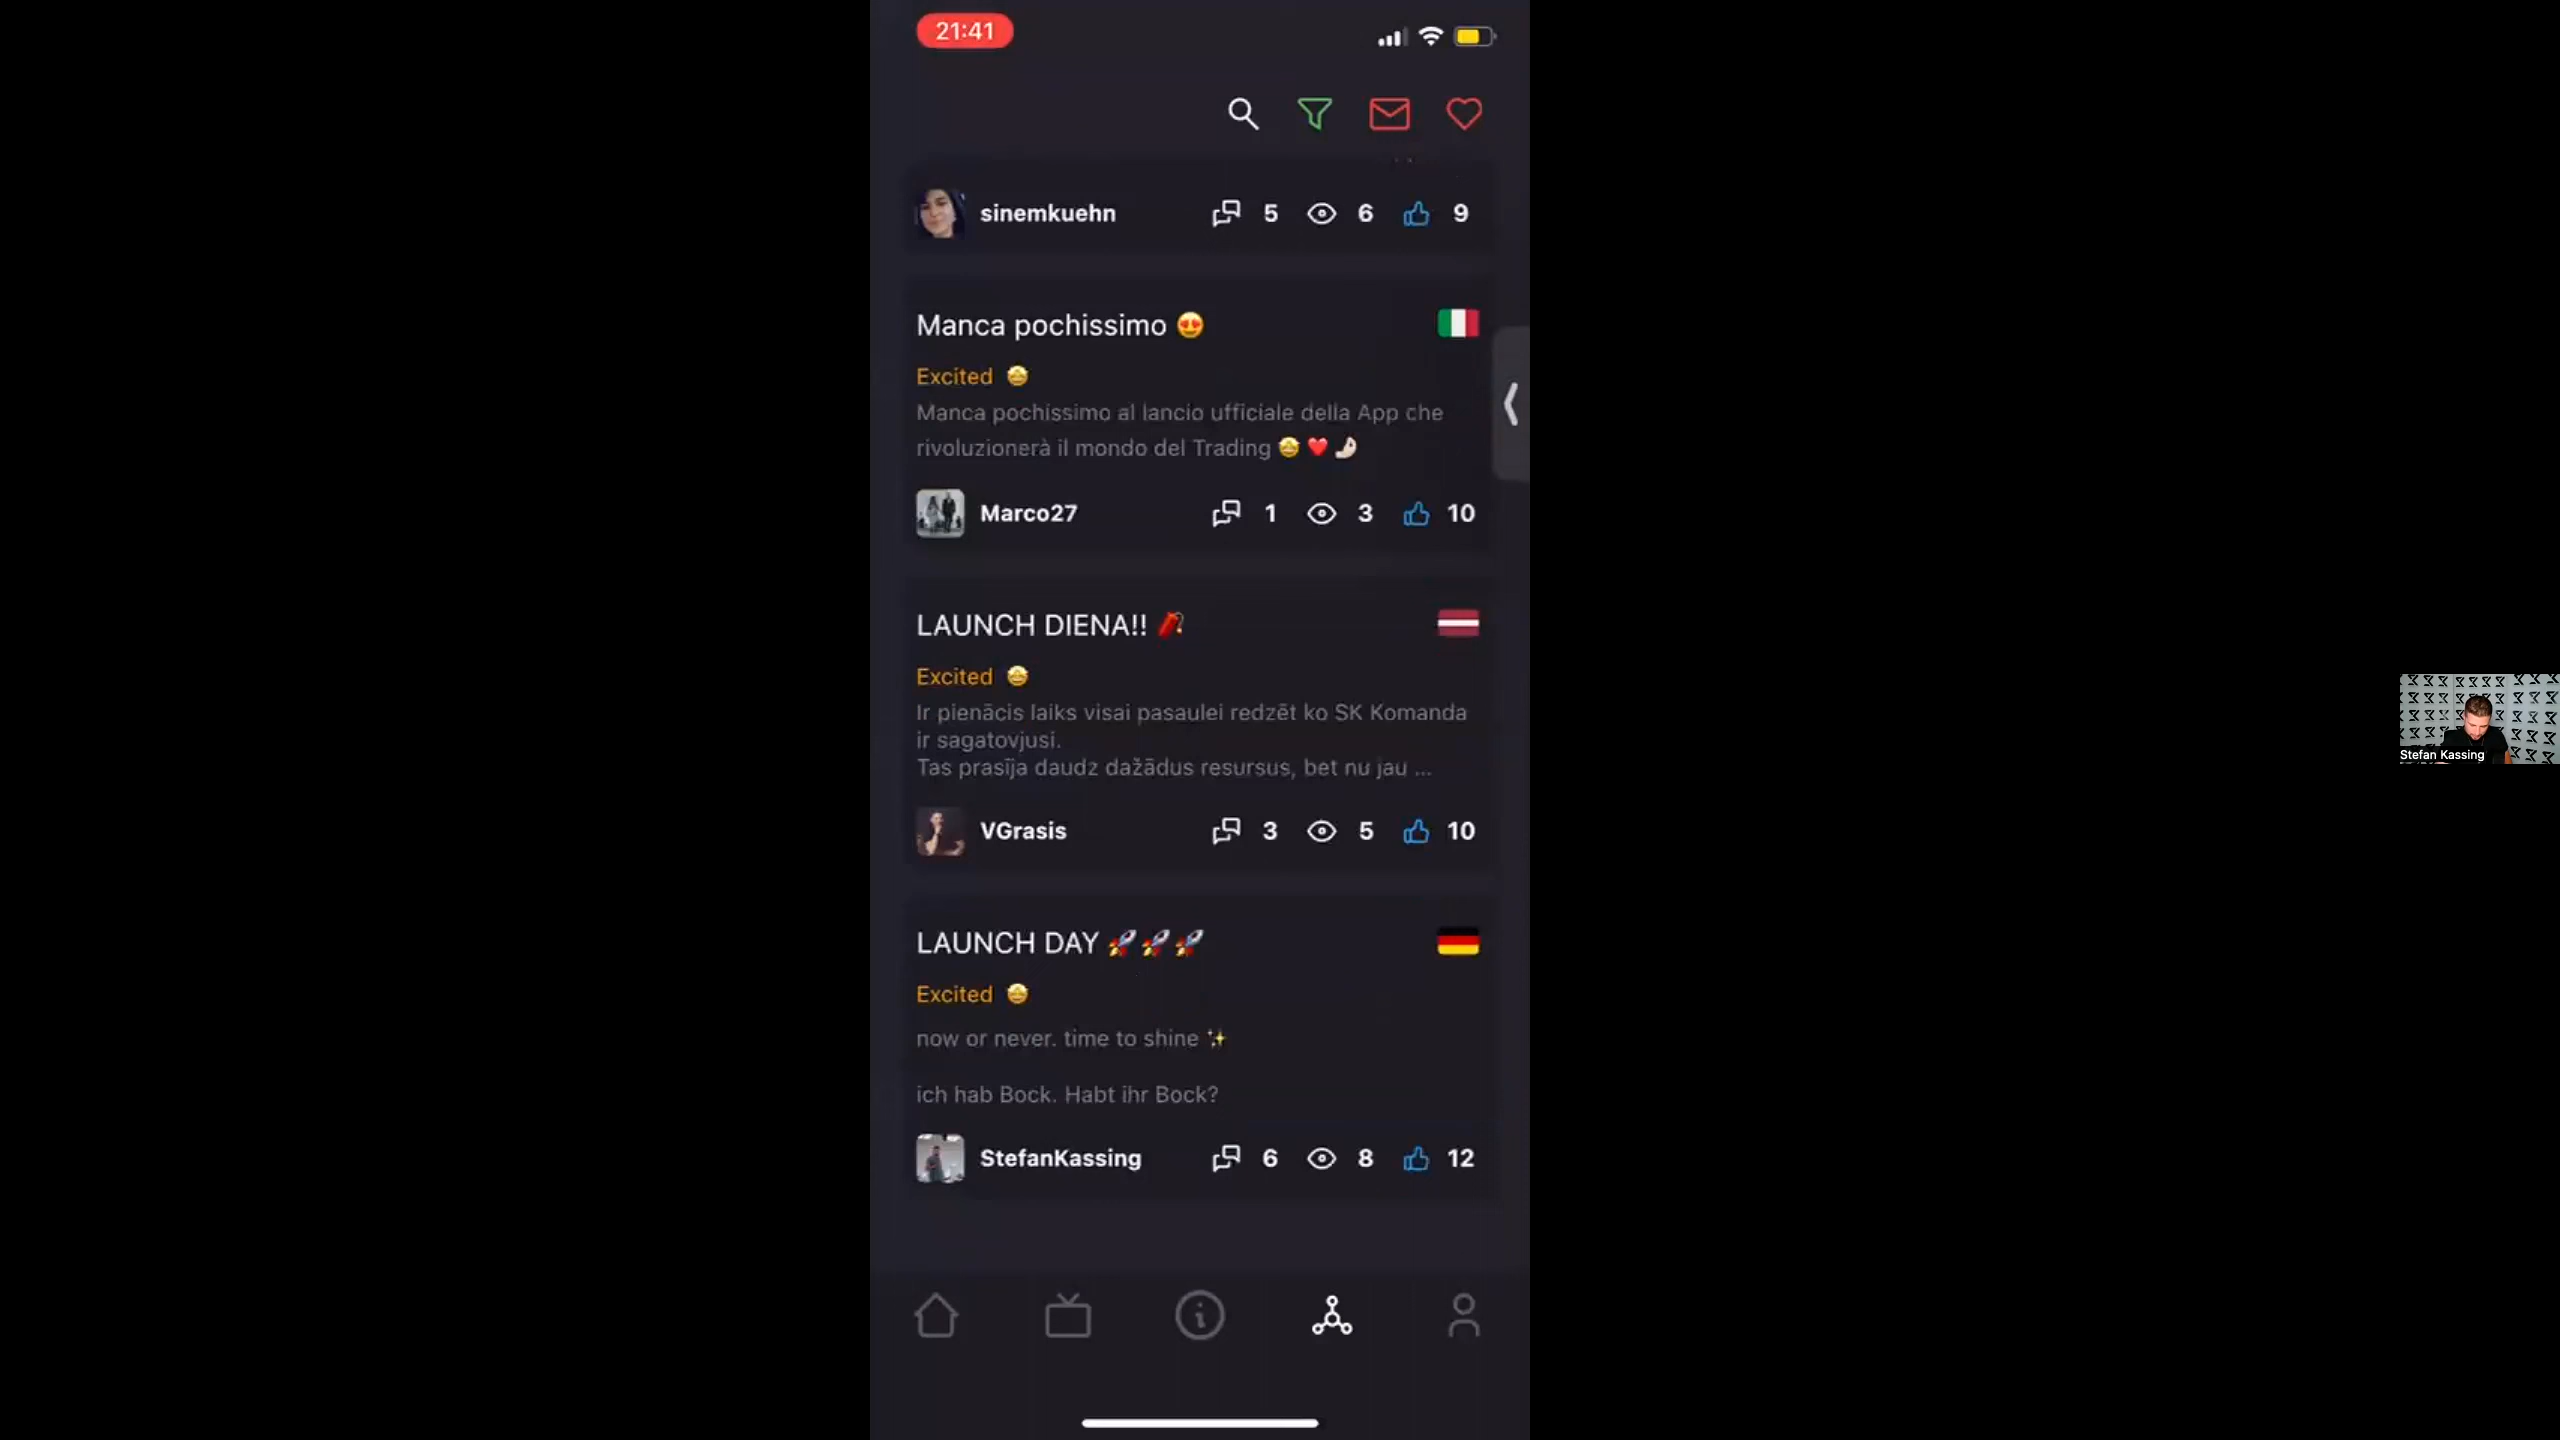 21:41
sinemkuehn 5 6 9
Manca pochissimo 😍
Excited 🤩
Manca pochissimo al lancio ufficiale della App che
rivoluzionerà il mondo del Trading 🤩 ❤️ 🤌🏻
Marco27 1 3 10
LAUNCH DIENA!! 🧨
Excited 🤩
Ir pienācis laiks visai pasaulei redzēt ko SK Komanda
ir sagatovjusi.
Tas prasīja daudz dažādus resursus, bet nu jau ...
VGrasis 3 5 10
LAUNCH DAY 🚀🚀🚀
Excited 🤩
now or never. time to shine ✨
ich hab Bock. Habt ihr Bock?
StefanKassing 6 8 12
Stefan Kassing